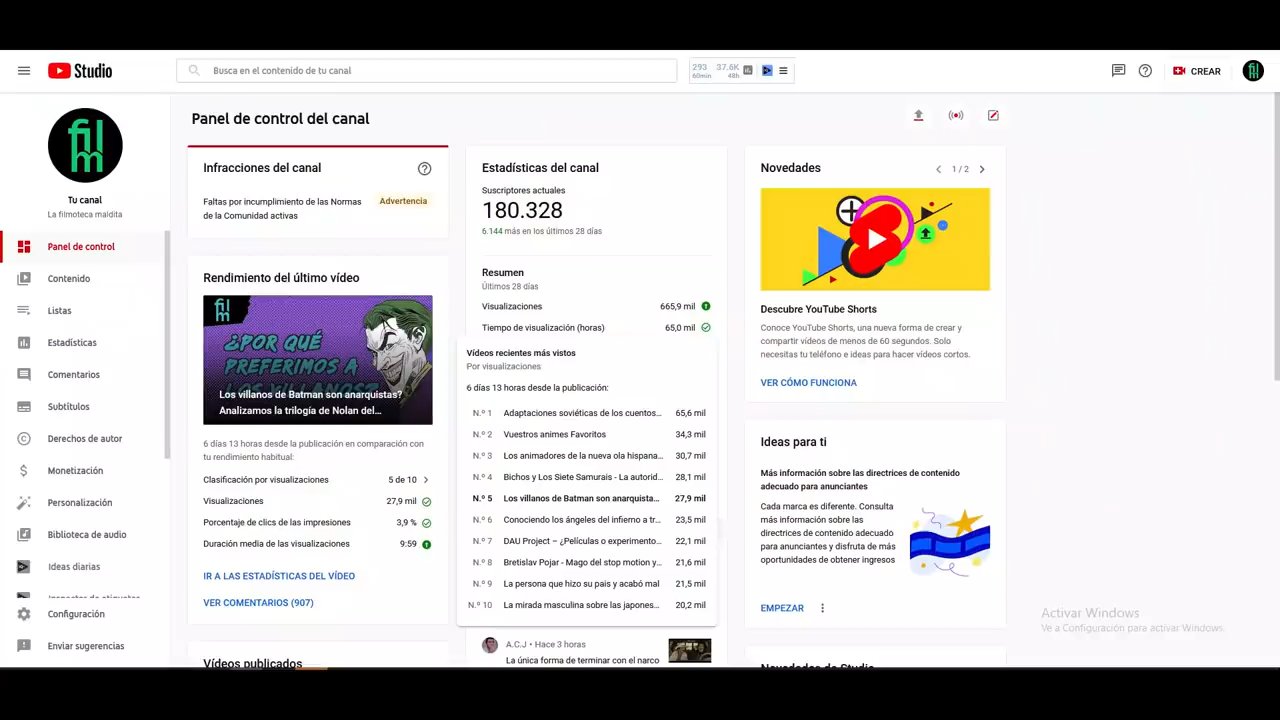 Studio
Busca en el contenido de tu canal
293 37.6K
60min 48h
CREAR
film
film
Tu canal
La filmoteca maldita
Panel de control
Contenido
Listas
Estadísticas
Comentarios
Subtítulos
Derechos de autor
Monetización
Personalización
Biblioteca de audio
Ideas diarias
Configuración
Enviar sugerencias
Panel de control del canal
Infracciones del canal
Faltas por incumplimiento de las Normas
de la Comunidad activas
Advertencia
Rendimiento del último vídeo
film
¿POR QUÉ
PREFERIMOS A
LOS VILLANOS?
Los villanos de Batman son anarquistas?
Analizamos la trilogía de Nolan del...
6 días 13 horas desde la publicación en comparación con
tu rendimiento habitual:
Clasificación por visualizaciones 5 de 10
Visualizaciones 27,9 mil
Porcentaje de clics de las impresiones 3,9 %
Duración media de las visualizaciones 9:59
IR A LAS ESTADÍSTICAS DEL VÍDEO
VER COMENTARIOS (907)
Vídeos publicados
Estadísticas del canal
Suscriptores actuales
180.328
6.144 más en los últimos 28 días
Resumen
Últimos 28 días
Visualizaciones 665,9 mil
Tiempo de visualización (horas) 65,0 mil
Vídeos recientes más vistos
Por visualizaciones
6 días 13 horas desde la publicación:
N.º 1 Adaptaciones soviéticas de los cuentos... 65,6 mil
N.º 2 Vuestros animes Favoritos 34,3 mil
N.º 3 Los animadores de la nueva ola hispana... 30,7 mil
N.º 4 Bichos y Los Siete Samurais - La autorid... 28,1 mil
N.º 5 Los villanos de Batman son anarquista... 27,9 mil
N.º 6 Conociendo los ángeles del infierno a tr... 23,5 mil
N.º 7 DAU Project – ¿Películas o experimento... 22,1 mil
N.º 8 Bretislav Pojar - Mago del stop motion y... 21,6 mil
N.º 9 La persona que hizo su pais y acabó mal 21,5 mil
N.º 10 La mirada masculina sobre las japones... 20,2 mil
A.C.J • Hace 3 horas
La única forma de terminar con el narco
Novedades
1 / 2
Descubre YouTube Shorts
Conoce YouTube Shorts, una nueva forma de crear y
compartir vídeos de menos de 60 segundos. Solo
necesitas tu teléfono e ideas para hacer vídeos cortos.
VER CÓMO FUNCIONA
Ideas para ti
Más información sobre las directrices de contenido
adecuado para anunciantes
Cada marca es diferente. Consulta
más información sobre las
directrices de contenido adecuado
para anunciantes y disfruta de más
oportunidades de obtener ingresos
EMPEZAR
Novedades de Studio
Activar Windows
Ve a Configuración para activar Windows.